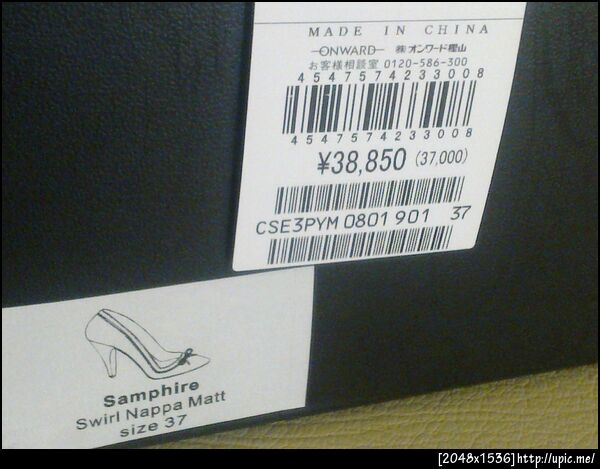 MADE IN CHINA
ONWARD 株オンワード樫山
お客様相談室 0120-586-300
4547574233008
4547574233008
¥38,850 (37,000)
CSE3PYM 0801 901 37
Samphire
Swirl Nappa Matt
size 37
[2048x1536]http://upic.me/